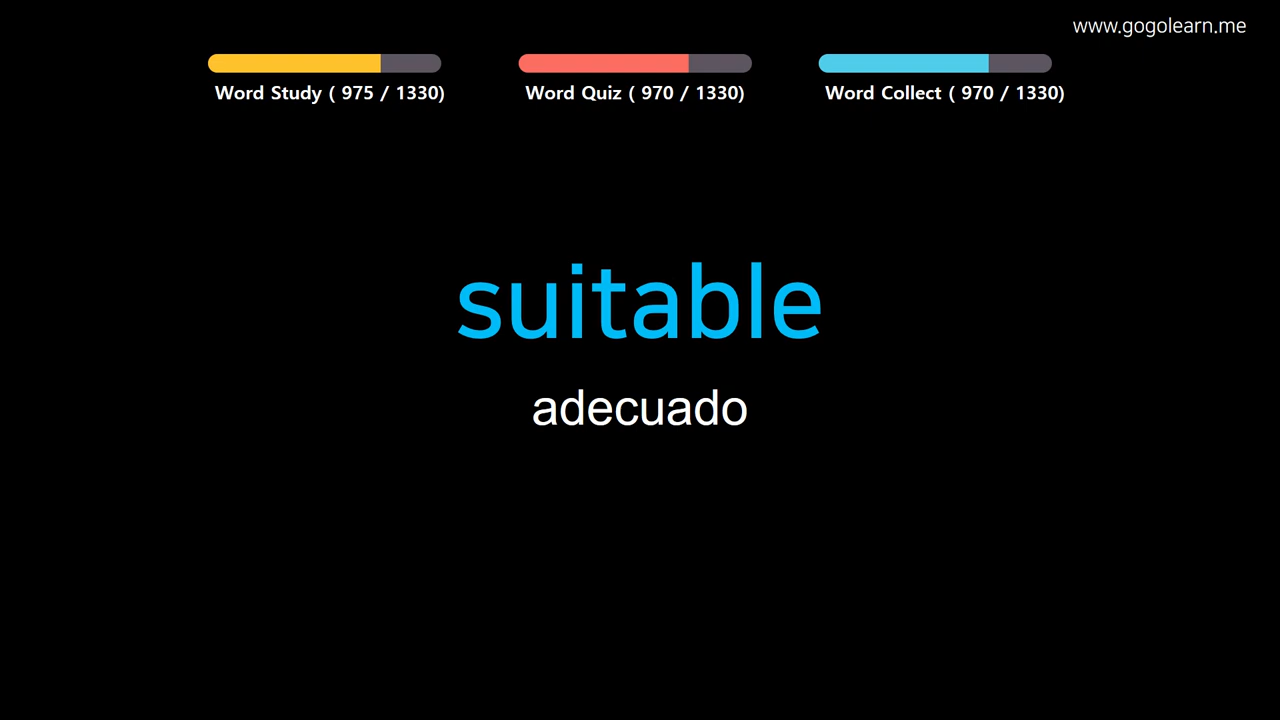 www.gogolearn.me
Word Study ( 975 / 1330)
Word Quiz ( 970 / 1330)
Word Collect ( 970 / 1330)
suitable
adecuado